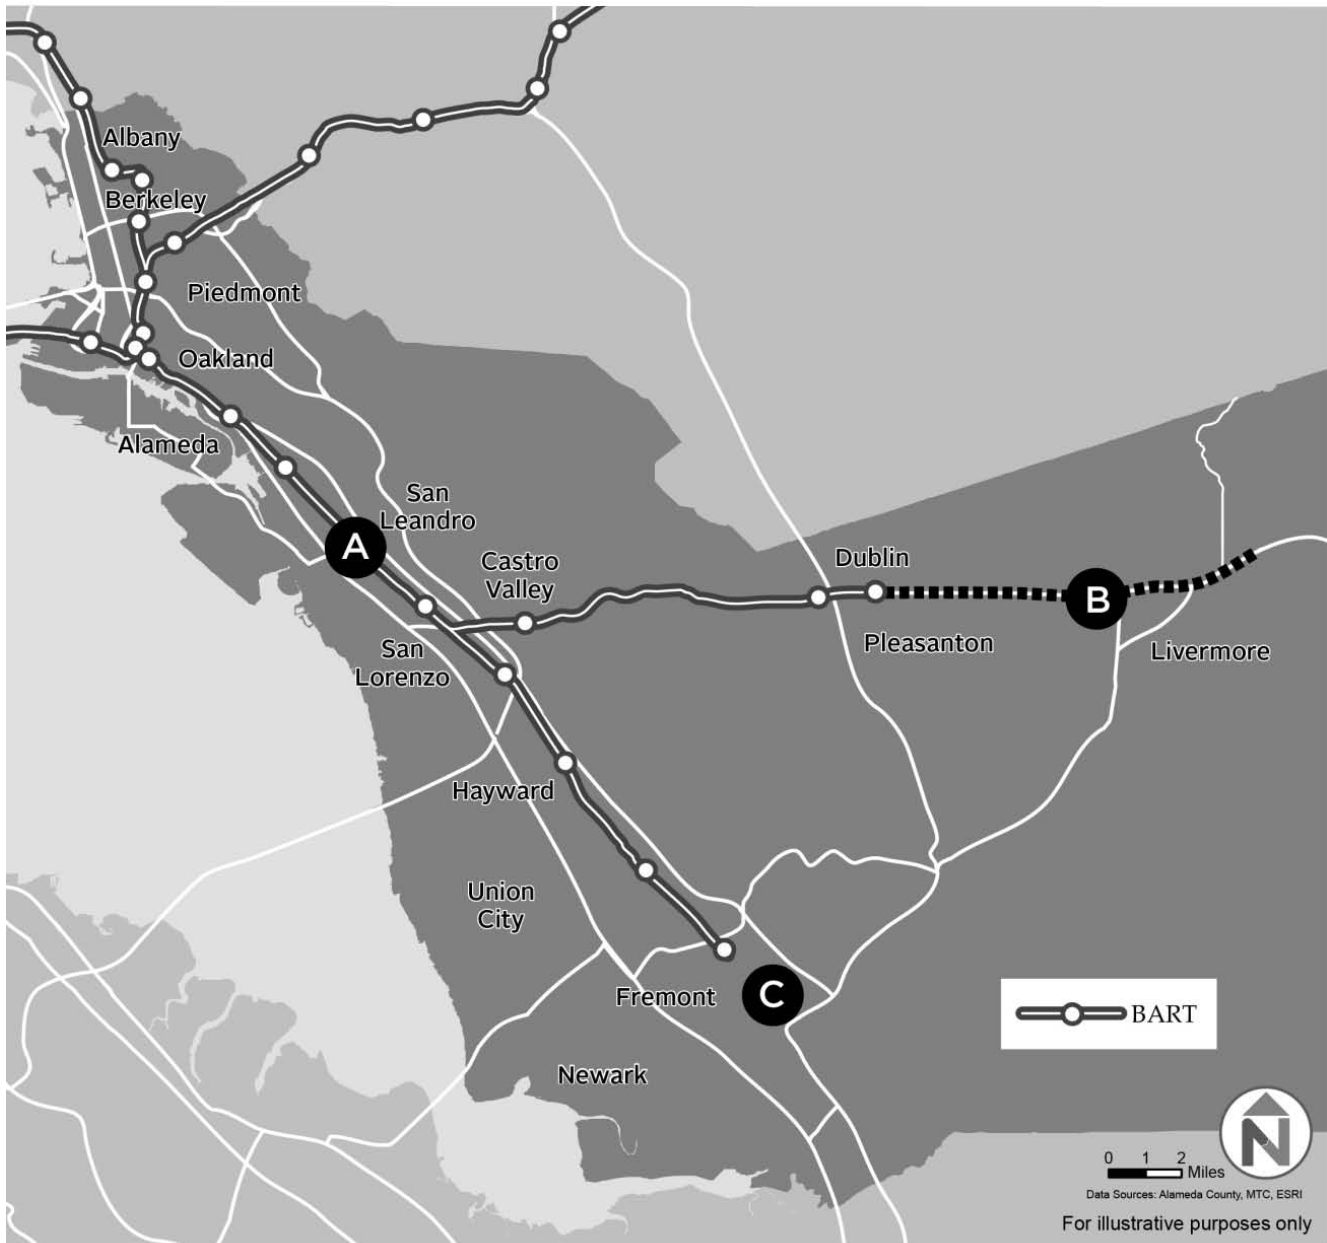 Albany
Berkeley
Piedmont
Oakland
Alameda
San
Leandro
A
Castro
Valley
Dublin
B
San
Lorenzo
Pleasanton
Livermore
Hayward
Union
City
Fremont
C
BART
Newark
N
0 1 2
Miles
Data Sources: Alameda County, MTC, ESRI
For illustrative purposes only